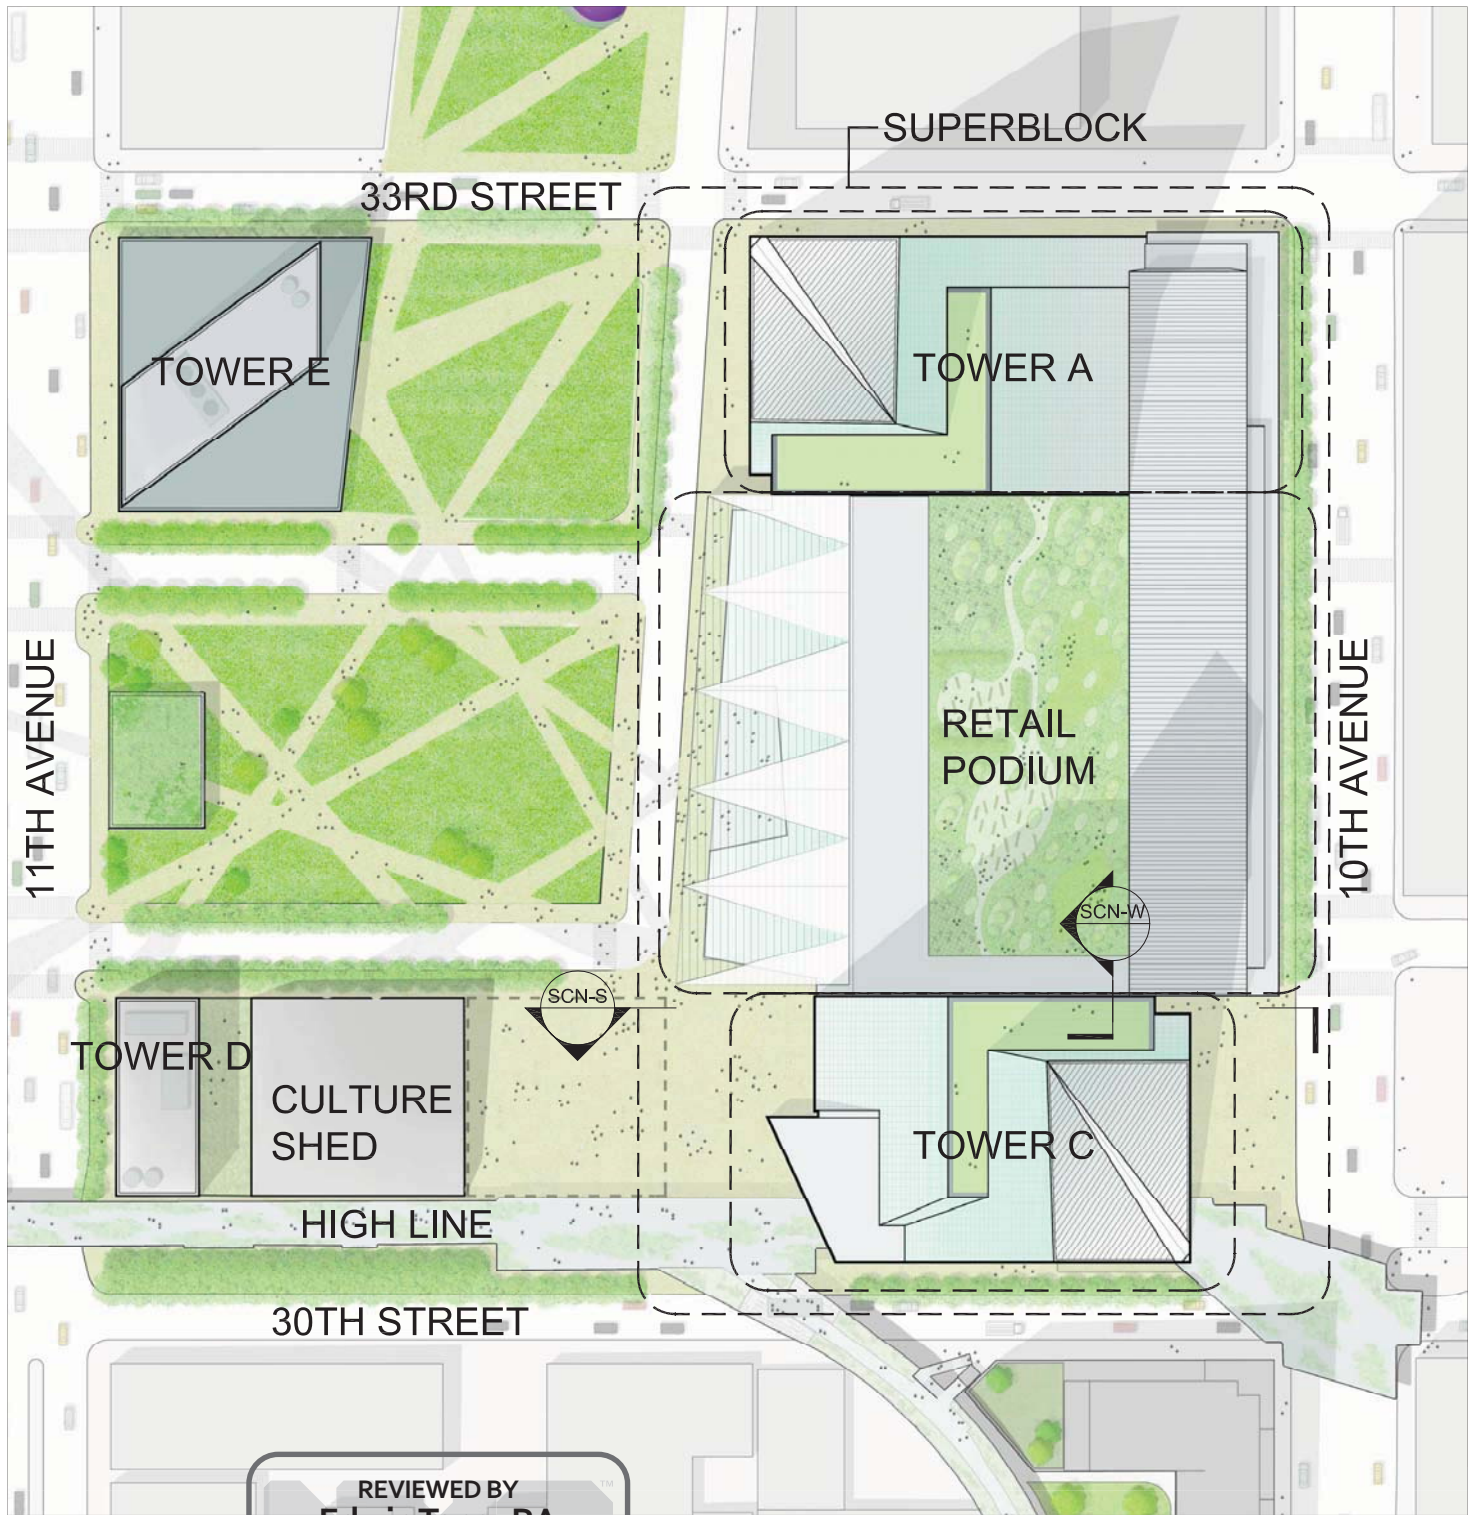 SUPERBLOCK
33RD STREET
TOWER E
TOWER A
11TH AVENUE
10TH AVENUE
RETAIL
PODIUM
SCN-W
SCN-S
TOWER D
CULTURE
SHED
TOWER C
HIGH LINE
30TH STREET
REVIEWED BY
TM